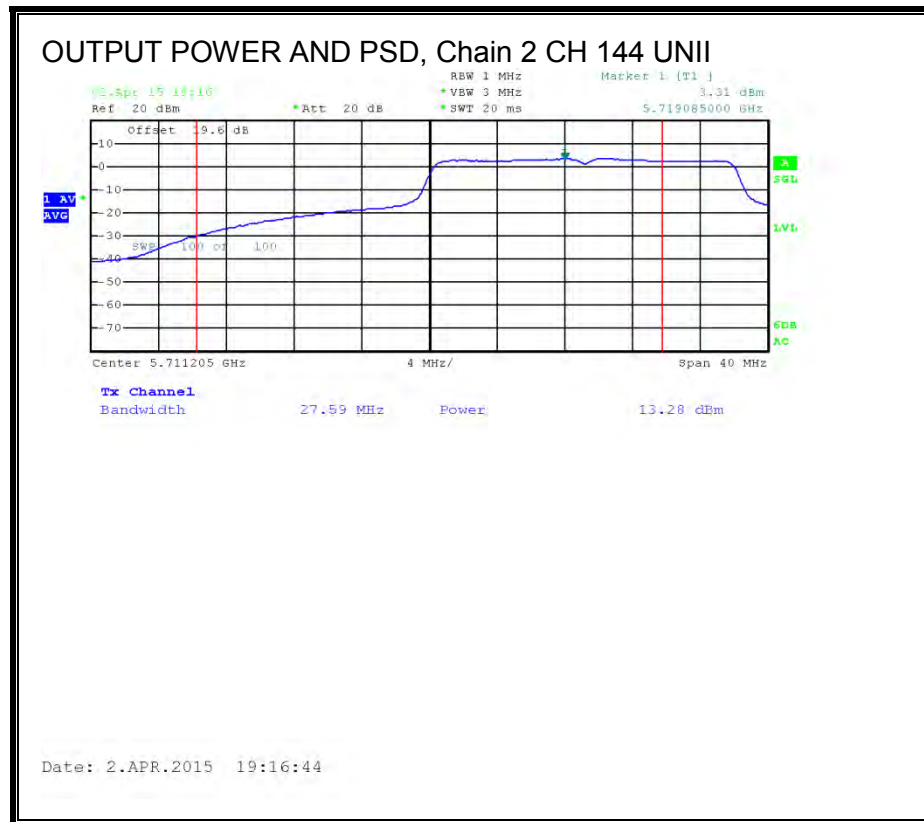 OUTPUT POWER AND PSD, Chain 2 CH 144 UNII
RBW 1 MHz
Marker 1 [T1 ]
*VBW 3 MHz
3.31 dBm
Ref 20 dBm
*Att 20 dB
*SWT 20 ms
5.719085000 GHz
Offset 19.6 dB
-10
-0
A
SGL
--10
1 AV *
AVG
--20
LVL
--30
SWP 100 of 100
--40
--50
--60
--70
6DB
AC
Center 5.711205 GHz
4 MHz/
Span 40 MHz
Tx Channel
Bandwidth 27.59 MHz Power 13.28 dBm
Date: 2.APR.2015 19:16:44